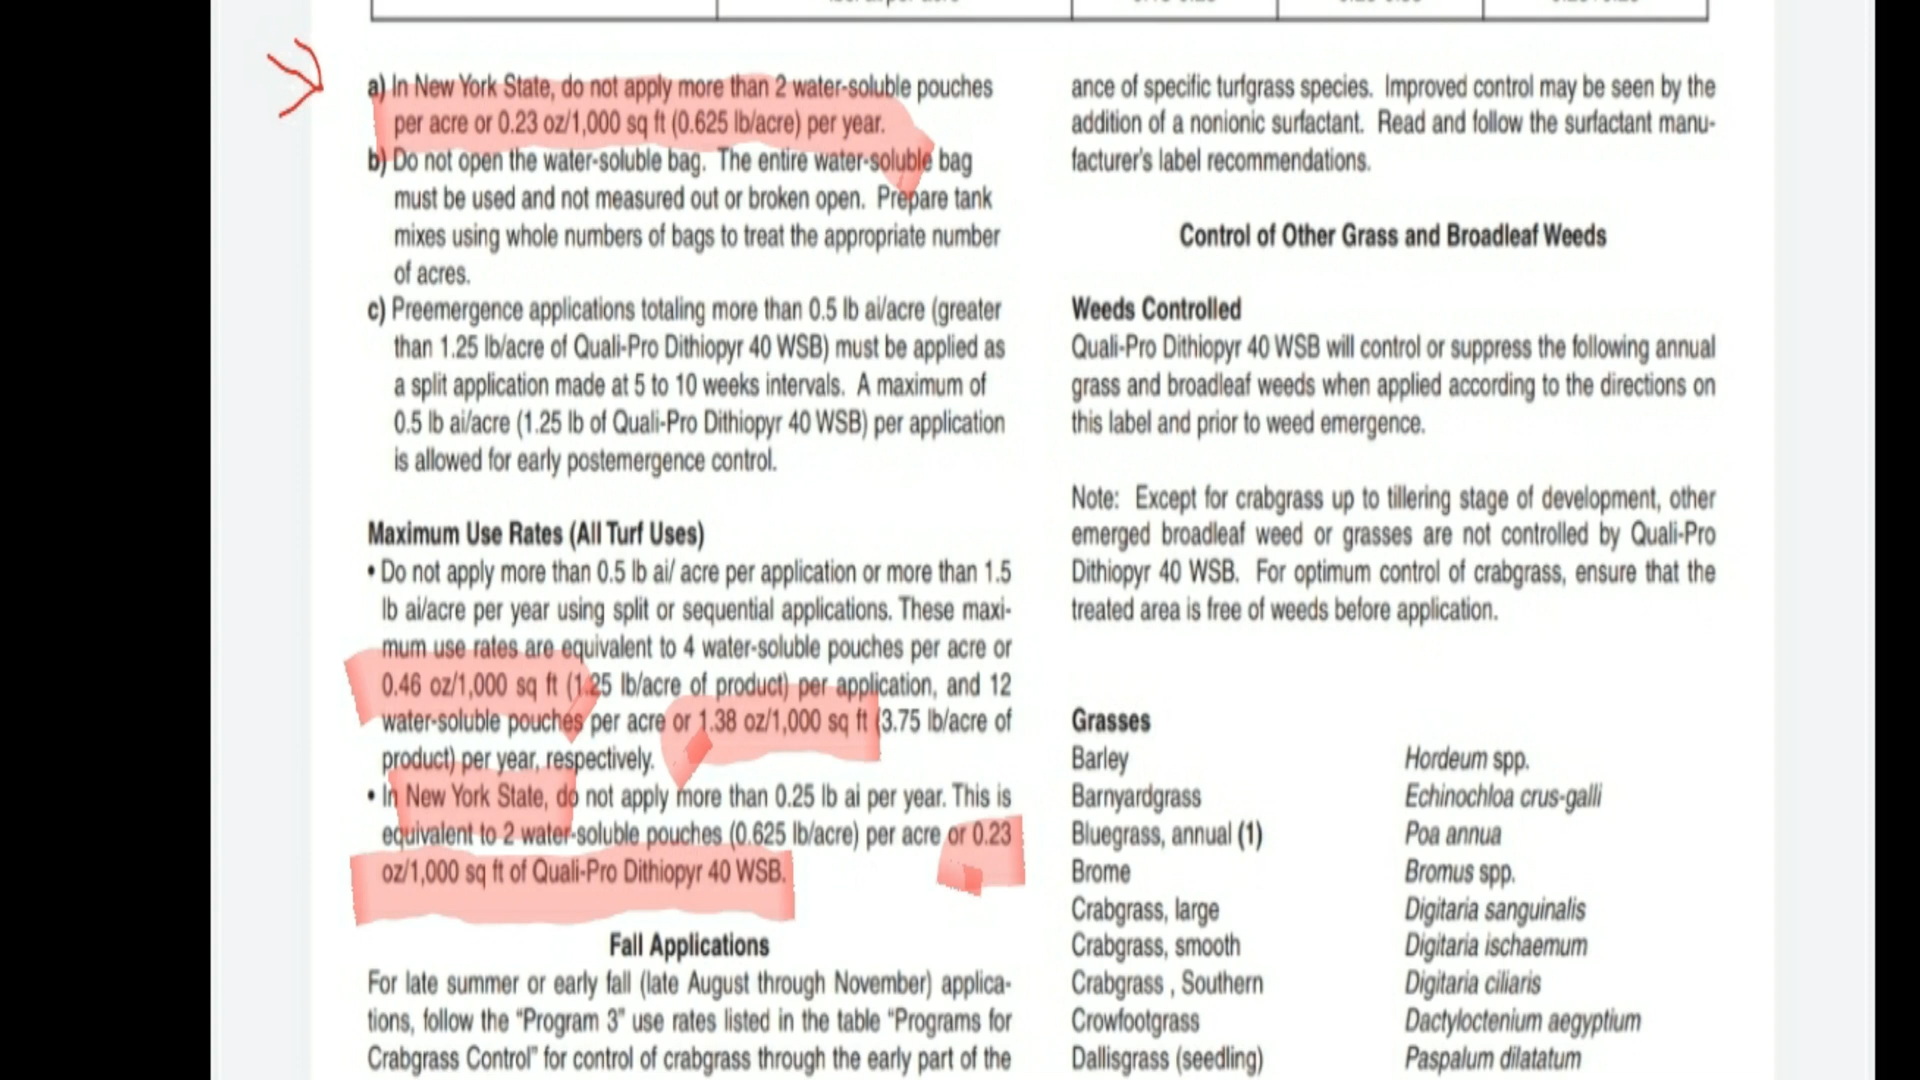 a) In New York State, do not apply more than 2 water-soluble pouches
per acre or 0.23 oz/1,000 sq ft (0.625 lb/acre) per year.
b) Do not open the water-soluble bag. The entire water-soluble bag
must be used and not measured out or broken open. Prepare tank
mixes using whole numbers of bags to treat the appropriate number
of acres.
c) Preemergence applications totaling more than 0.5 lb ai/acre (greater
than 1.25 lb/acre of Quali-Pro Dithiopyr 40 WSB) must be applied as
a split application made at 5 to 10 weeks intervals. A maximum of
0.5 lb ai/acre (1.25 lb of Quali-Pro Dithiopyr 40 WSB) per application
is allowed for early postemergence control.
Maximum Use Rates (All Turf Uses)
• Do not apply more than 0.5 lb ai/ acre per application or more than 1.5
lb ai/acre per year using split or sequential applications. These maxi-
mum use rates are equivalent to 4 water-soluble pouches per acre or
0.46 oz/1,000 sq ft (1.25 lb/acre of product) per application, and 12
water-soluble pouches per acre or 1.38 oz/1,000 sq ft (3.75 lb/acre of
product) per year, respectively.
• In New York State, do not apply more than 0.25 lb ai per year. This is
equivalent to 2 water-soluble pouches (0.625 lb/acre) per acre or 0.23
oz/1,000 sq ft of Quali-Pro Dithiopyr 40 WSB.
Fall Applications
For late summer or early fall (late August through November) applica-
tions, follow the “Program 3” use rates listed in the table “Programs for
Crabgrass Control” for control of crabgrass through the early part of the
ance of specific turfgrass species. Improved control may be seen by the
addition of a nonionic surfactant. Read and follow the surfactant manu-
facturer's label recommendations.
Control of Other Grass and Broadleaf Weeds
Weeds Controlled
Quali-Pro Dithiopyr 40 WSB will control or suppress the following annual
grass and broadleaf weeds when applied according to the directions on
this label and prior to weed emergence.
Note: Except for crabgrass up to tillering stage of development, other
emerged broadleaf weed or grasses are not controlled by Quali-Pro
Dithiopyr 40 WSB. For optimum control of crabgrass, ensure that the
treated area is free of weeds before application.
Grasses
Barley Hordeum spp.
Barnyardgrass Echinochloa crus-galli
Bluegrass, annual (1) Poa annua
Brome Bromus spp.
Crabgrass, large Digitaria sanguinalis
Crabgrass, smooth Digitaria ischaemum
Crabgrass , Southern Digitaria ciliaris
Crowfootgrass Dactyloctenium aegyptium
Dallisgrass (seedling) Paspalum dilatatum